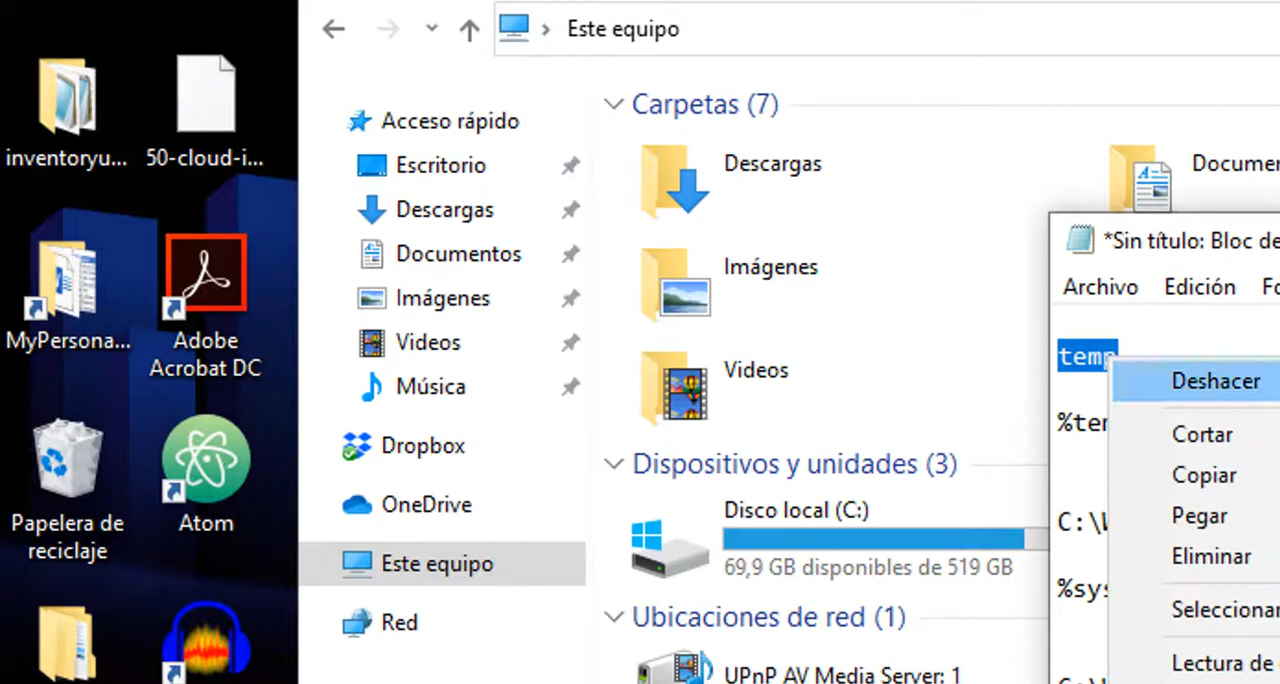 inventoryu...
50-cloud-i...
MyPersona...
Adobe
Acrobat DC
Papelera de
reciclaje
Atom
Este equipo
Acceso rápido
Escritorio
Descargas
Documentos
Imágenes
Videos
Música
Dropbox
OneDrive
Este equipo
Red
Carpetas (7)
Descargas
Imágenes
Videos
Dispositivos y unidades (3)
Disco local (C:)
69,9 GB disponibles de 519 GB
Ubicaciones de red (1)
UPnP AV Media Server: 1
*Sin título: Bloc de
Archivo Edición
temp
C:\
%sys
Deshacer
Cortar
Copiar
Pegar
Eliminar
Seleccionar
Lectura de